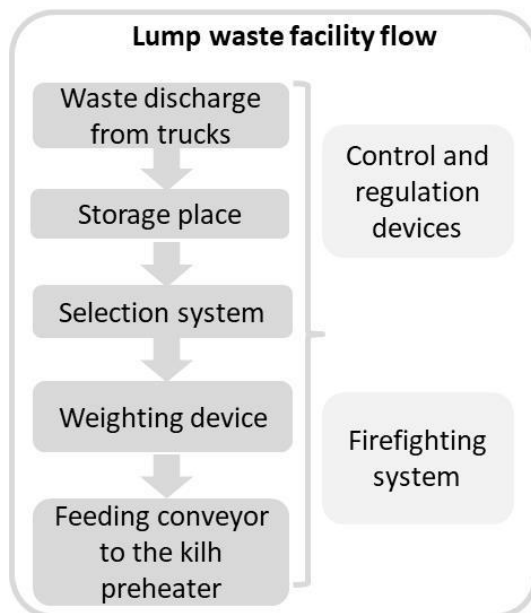 Lump waste facility flow
Waste discharge
from trucks
Storage place
Selection system
Weighting device
Feeding conveyor
to the kilh
preheater
Control and
regulation
devices
Firefighting
system